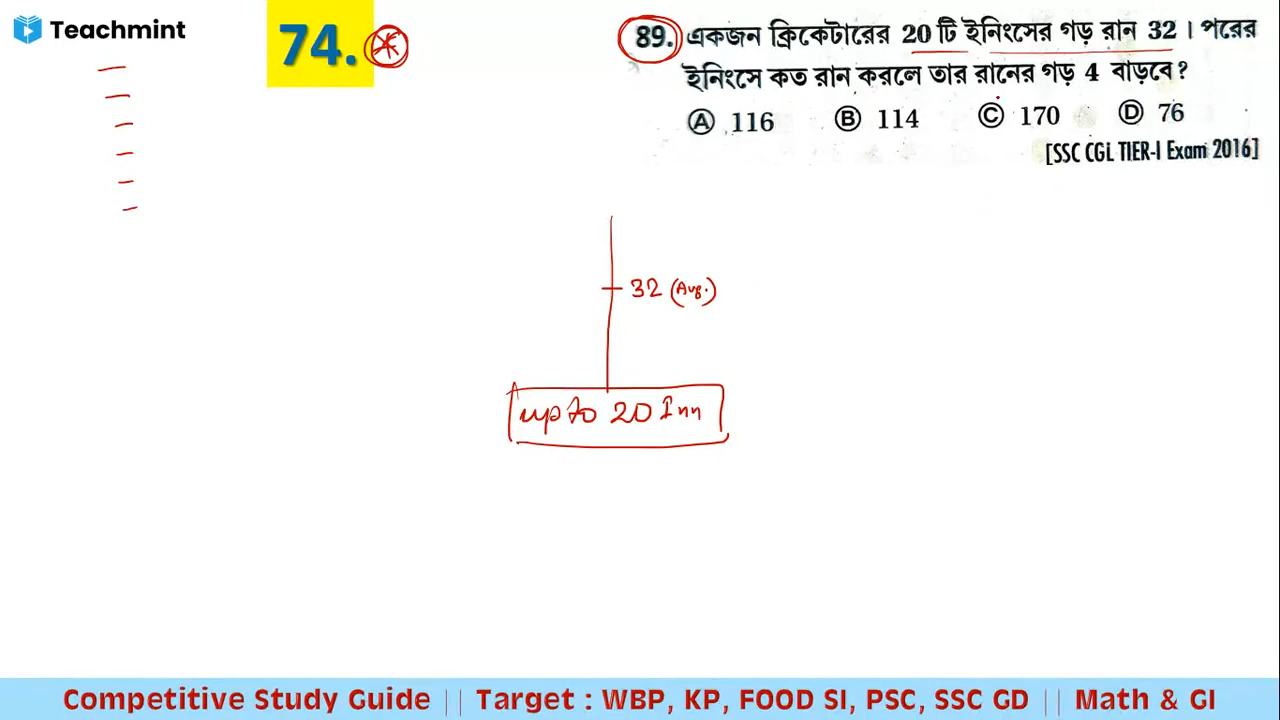 Teachmint
74.
89. একজন ক্রিকেটারের 20 টি ইনিংসের গড় রান 32 । পরের
ইনিংসে কত রান করলে তার রানের গড় 4 বাড়বে ?
Ⓐ 116 Ⓑ 114 Ⓒ 170 Ⓓ 76
[SSC CGL TIER-I Exam 2016]
32 (Avg.)
up to 20 Inn
Competitive Study Guide || Target : WBP, KP, FOOD SI, PSC, SSC GD || Math & GI